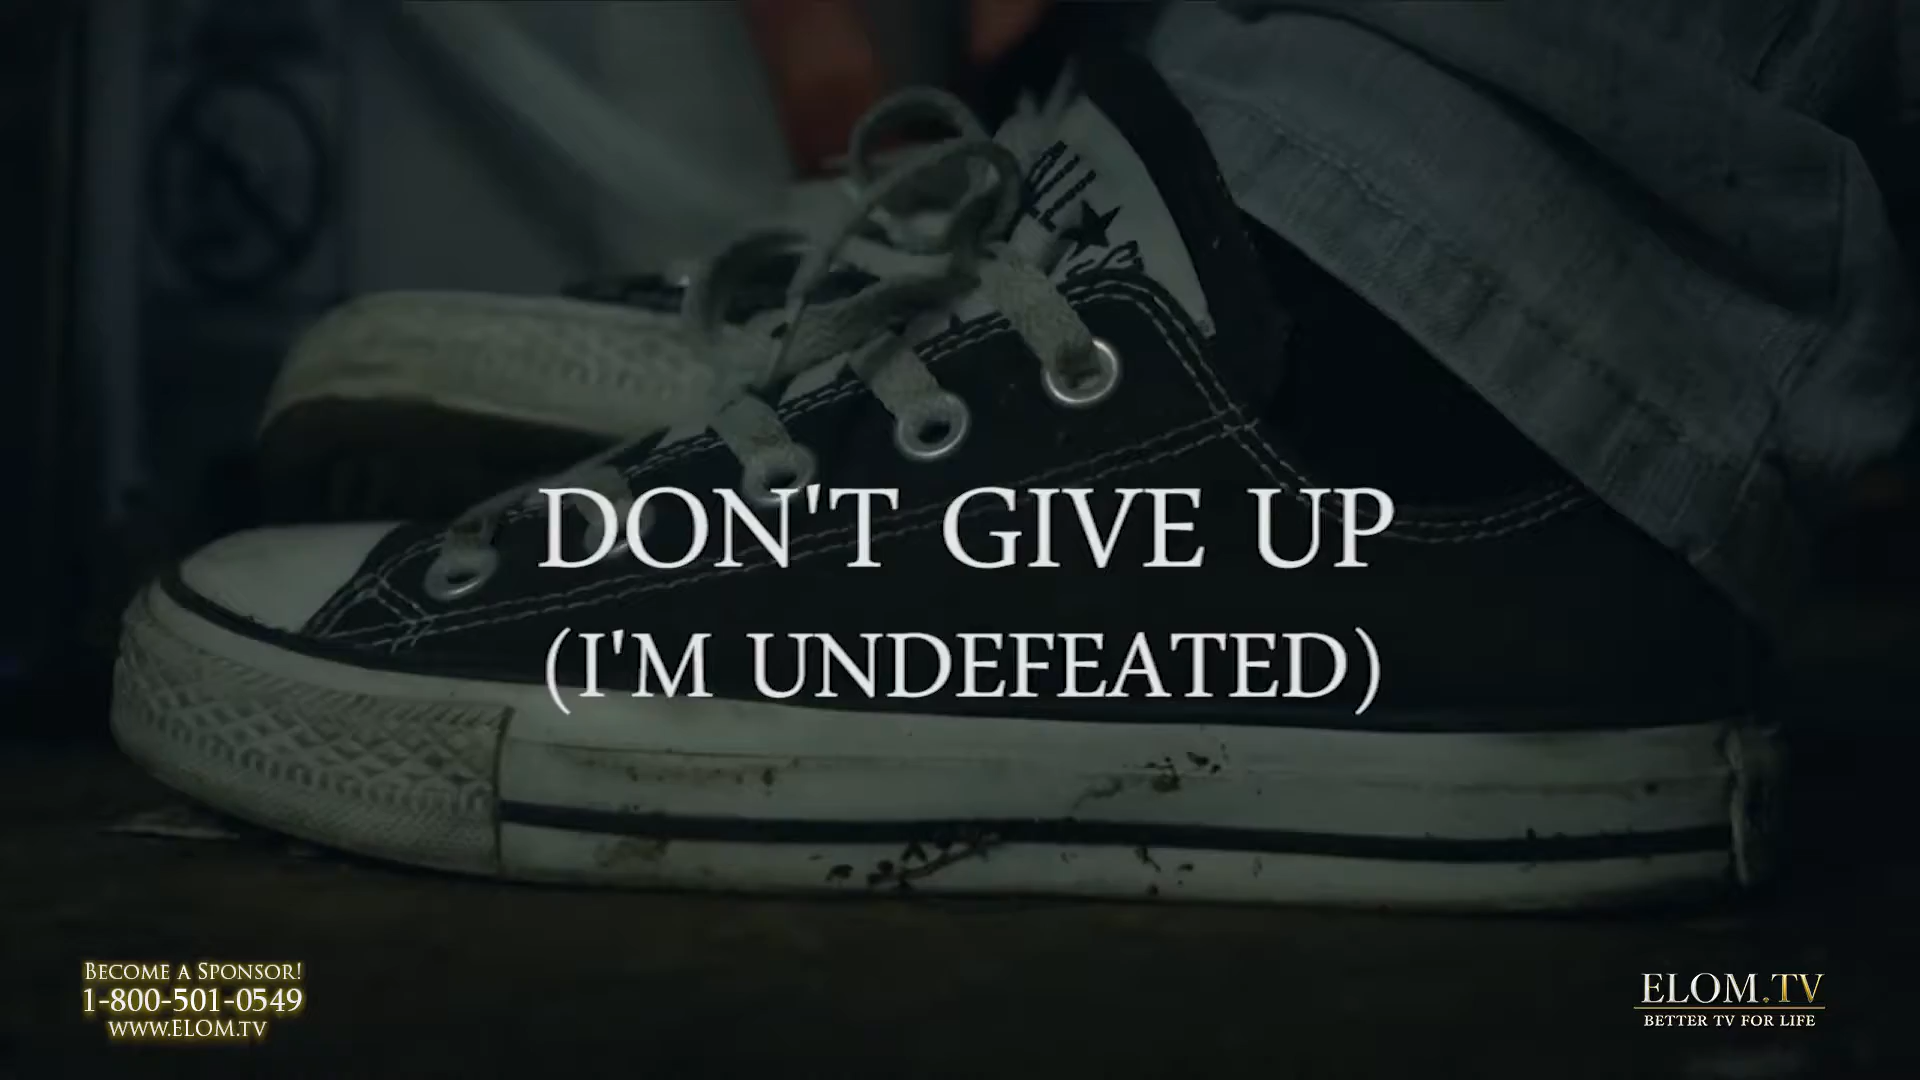 ALL
DON'T GIVE UP
(I'M UNDEFEATED)
BECOME A SPONSOR!
1-800-501-0549
WWW.ELOM.TV
ELOM.TV
BETTER TV FOR LIFE